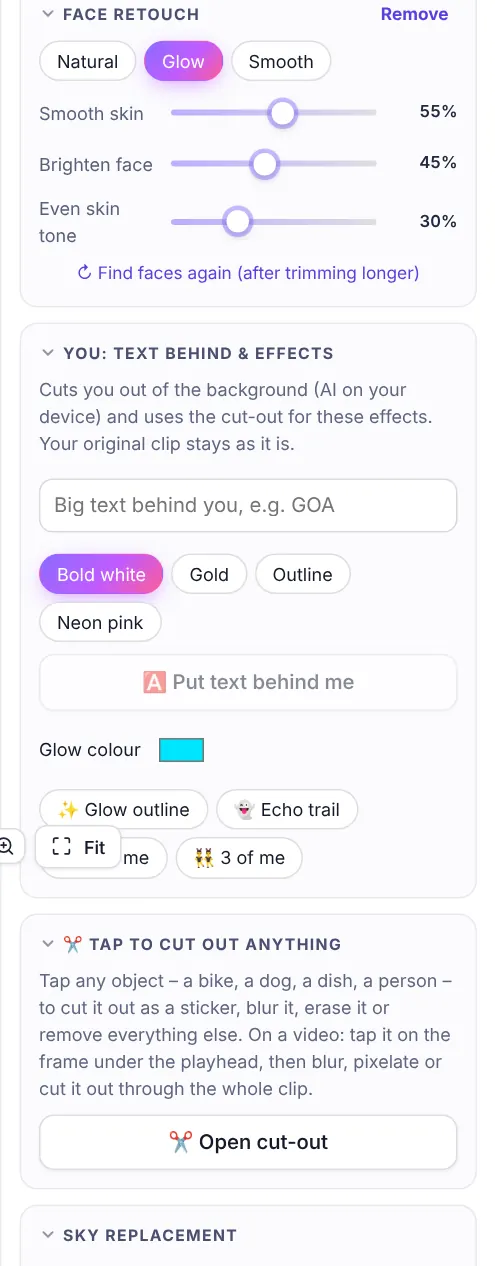 FACE RETOUCH
Remove
Natural
Glow
Smooth
Smooth skin
55%
Brighten face
45%
Even skin
tone
30%
↻ Find faces again (after trimming longer)
YOU: TEXT BEHIND & EFFECTS
Cuts you out of the background (AI on your
device) and uses the cut-out for these effects.
Your original clip stays as it is.
Big text behind you, e.g. GOA
Bold white
Gold
Outline
Neon pink
🅰️ Put text behind me
Glow colour
✨ Glow outline
👻 Echo trail
Fit
me
👯 3 of me
✂️ TAP TO CUT OUT ANYTHING
Tap any object – a bike, a dog, a dish, a person –
to cut it out as a sticker, blur it, erase it or
remove everything else. On a video: tap it on the
frame under the playhead, then blur, pixelate or
cut it out through the whole clip.
✂️ Open cut-out
SKY REPLACEMENT